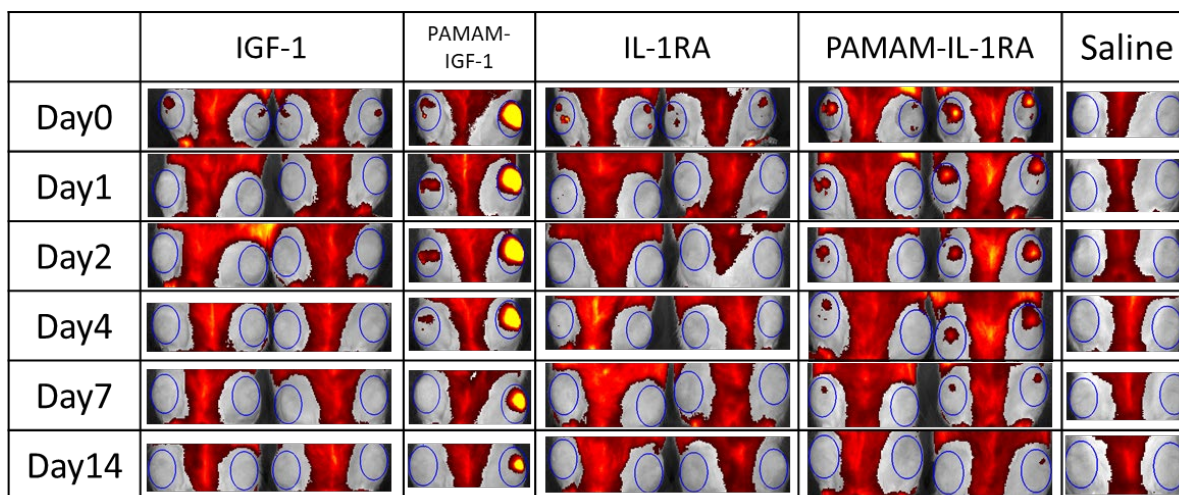 IGF-1
PAMAM-
IGF-1
IL-1RA
PAMAM-IL-1RA
Saline
Day0
Day1
Day2
Day4
Day7
Day14